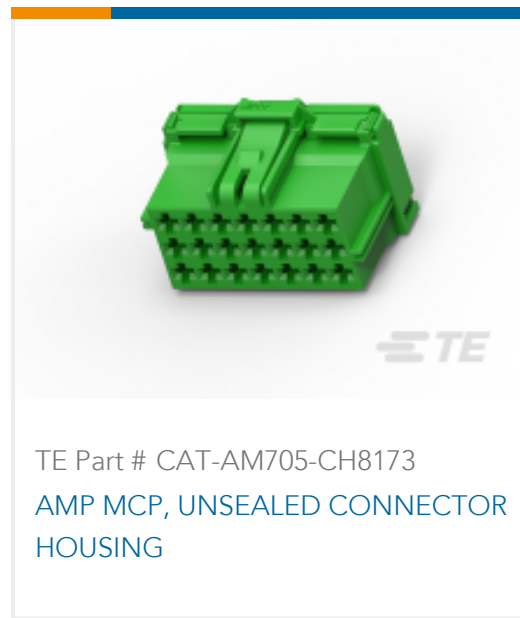 TE
TE Part # CAT-AM705-CH8173
AMP MCP, UNSEALED CONNECTOR
HOUSING